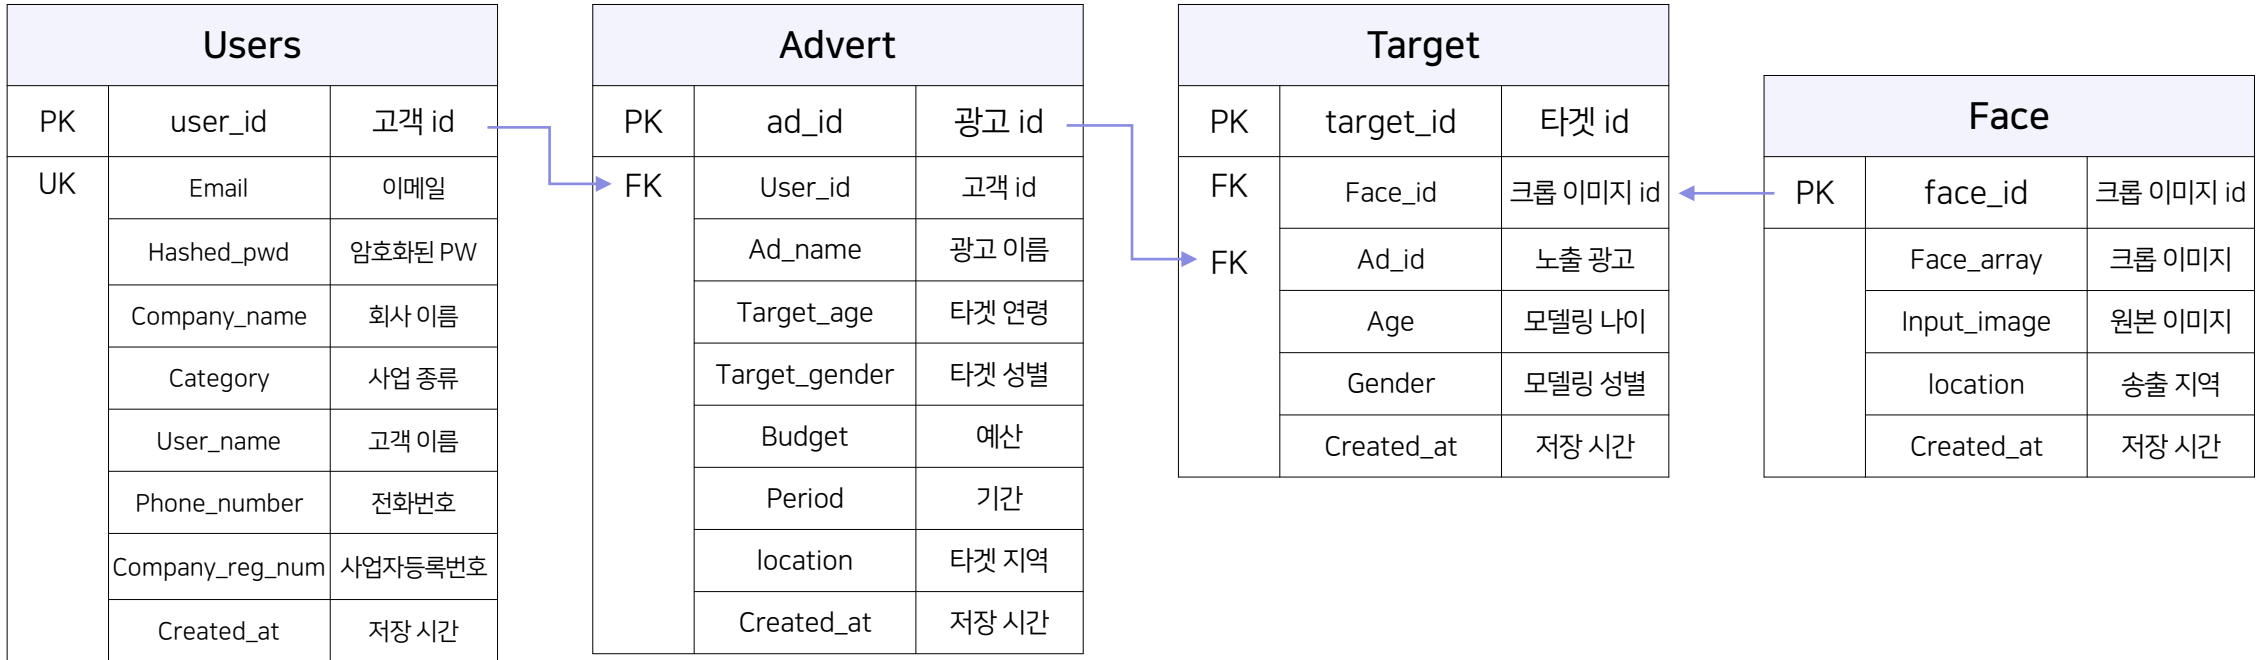 Users
PK user_id 고객 id
UK Email 이메일
Hashed_pwd 암호화된 PW
Company_name 회사 이름
Category 사업 종류
User_name 고객 이름
Phone_number 전화번호
Company_reg_num 사업자등록번호
Created_at 저장 시간
Advert
PK ad_id 광고 id
FK User_id 고객 id
Ad_name 광고 이름
Target_age 타겟 연령
Target_gender 타겟 성별
Budget 예산
Period 기간
location 타겟 지역
Created_at 저장 시간
Target
PK target_id 타겟 id
FK Face_id 크롭 이미지 id
FK Ad_id 노출 광고
Age 모델링 나이
Gender 모델링 성별
Created_at 저장 시간
Face
PK face_id 크롭 이미지 id
Face_array 크롭 이미지
Input_image 원본 이미지
location 송출 지역
Created_at 저장 시간